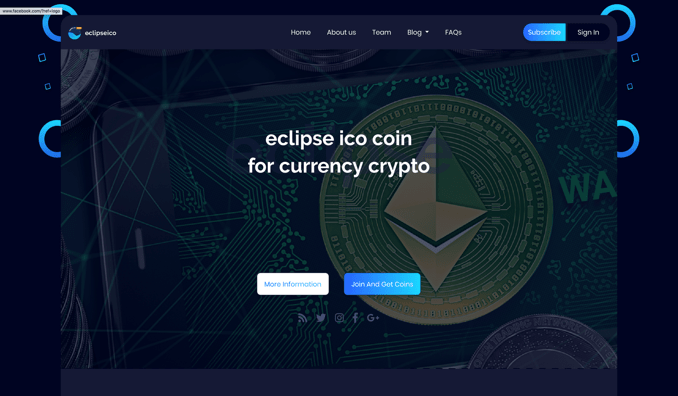 www.facebook.com/?ref=logo
eclipseico
Home
About us
Team
Blog
FAQs
Subscribe
Sign In
eclipse ico coin
for currency crypto
WA
More Information
Join And Get Coins